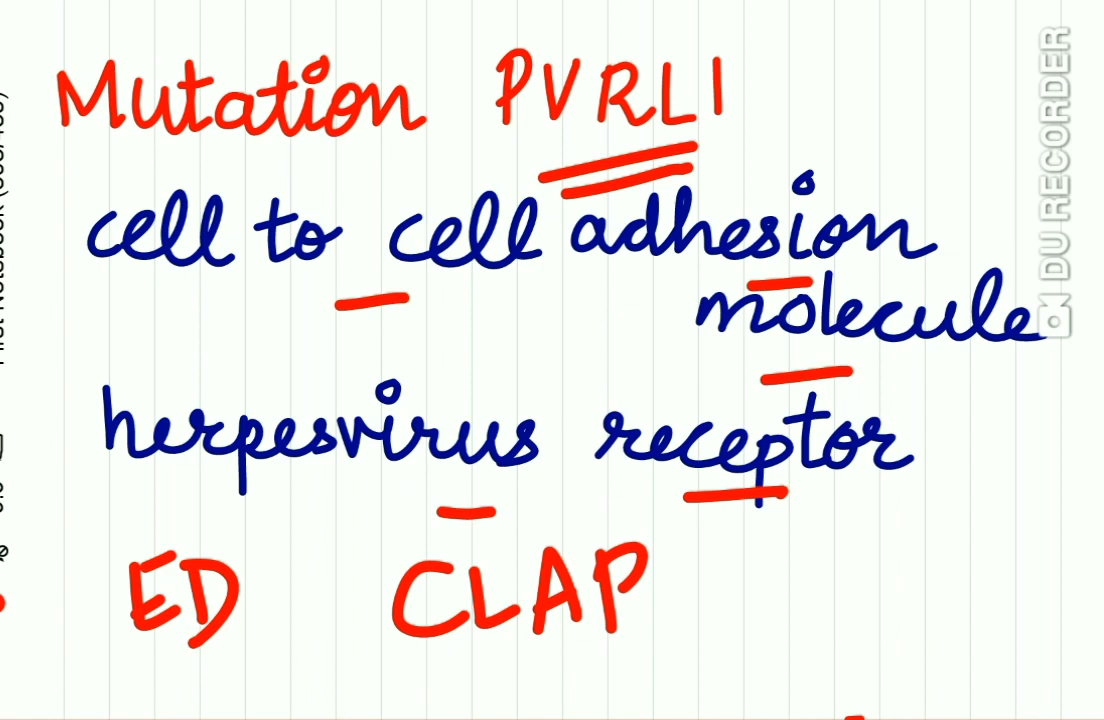 Mutation PVRL1
cell to cell adhesion
molecule
herpesvirus receptor
ED CLAP
DU RECORDER